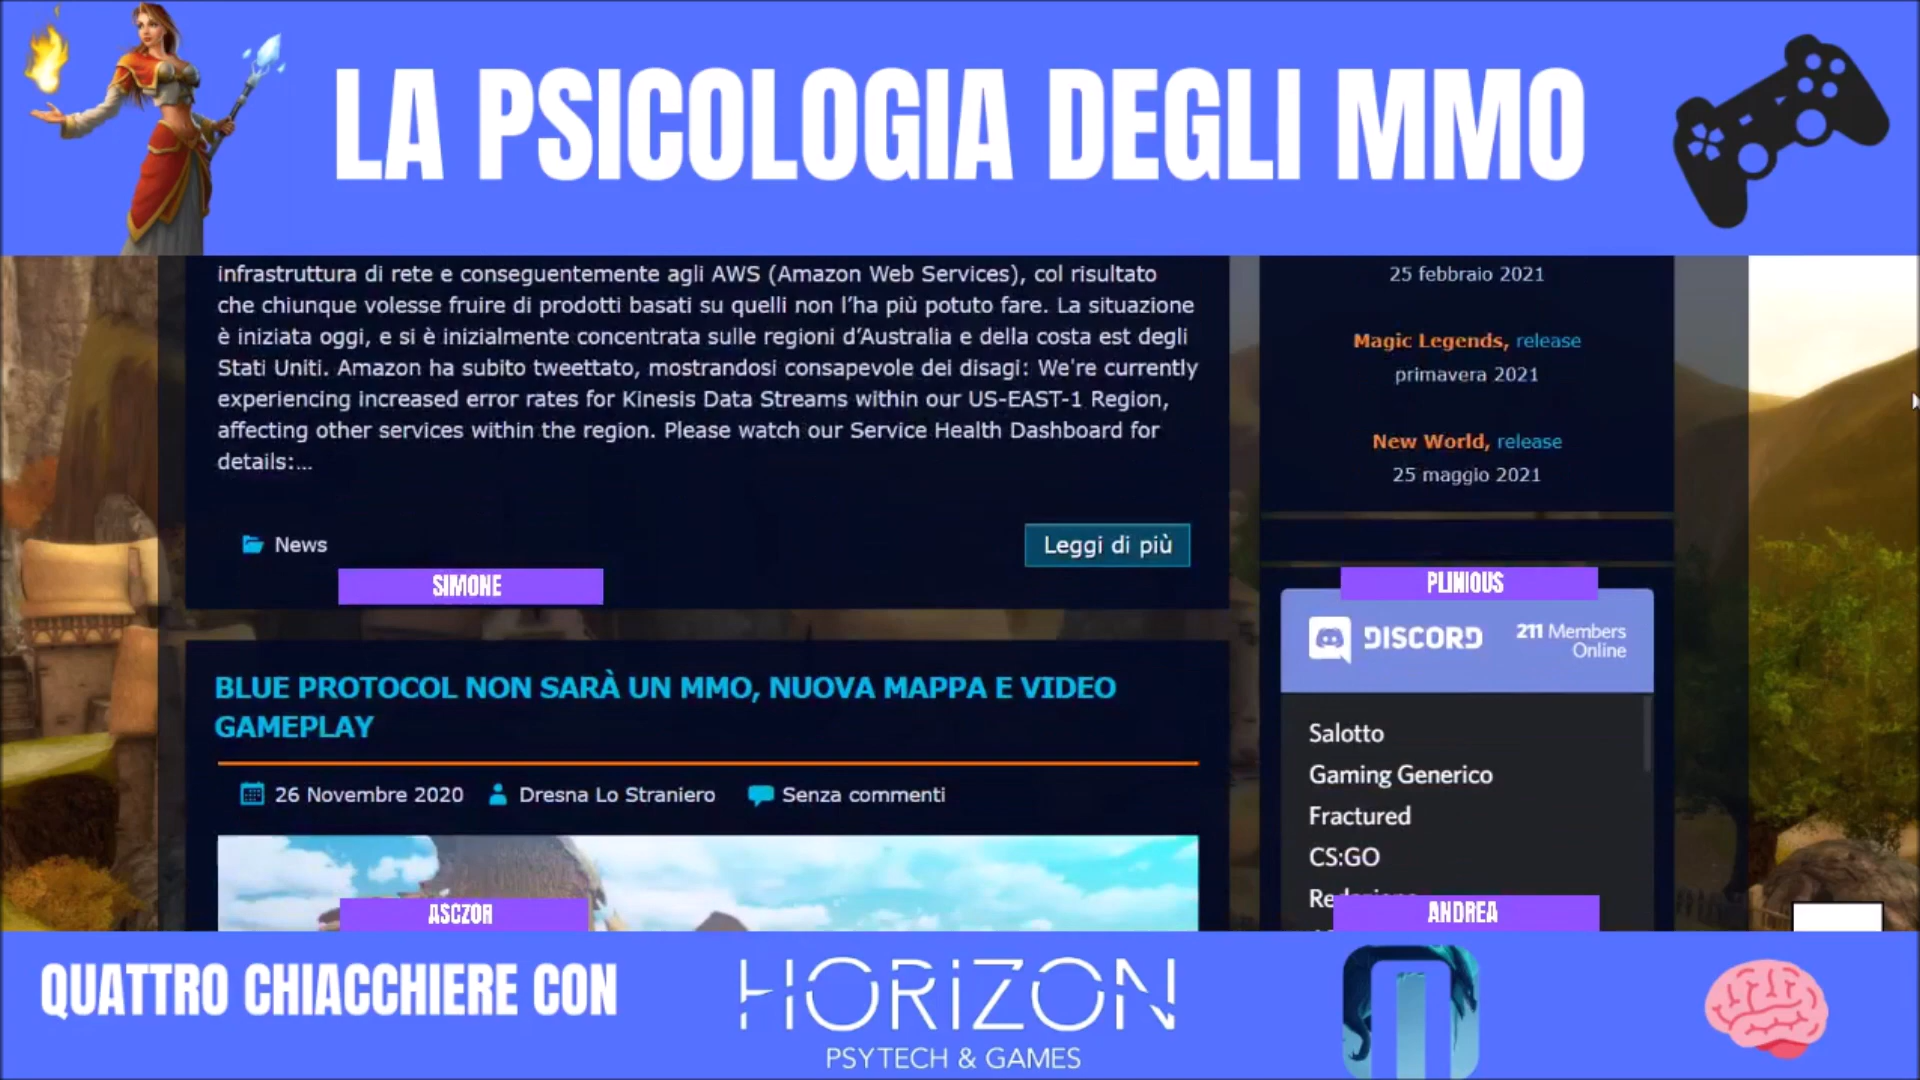 LA PSICOLOGIA DEGLI MMO
infrastruttura di rete e conseguentemente agli AWS (Amazon Web Services), col risultato
che chiunque volesse fruire di prodotti basati su quelli non l'ha più potuto fare. La situazione
è iniziata oggi, e si è inizialmente concentrata sulle regioni d'Australia e della costa est degli
Stati Uniti. Amazon ha subito tweettato, mostrandosi consapevole dei disagi: We're currently
experiencing increased error rates for Kinesis Data Streams within our US-EAST-1 Region,
affecting other services within the region. Please watch our Service Health Dashboard for
details:...
News
Leggi di più
SIMONE
BLUE PROTOCOL NON SARÀ UN MMO, NUOVA MAPPA E VIDEO
GAMEPLAY
26 Novembre 2020 Dresna Lo Straniero Senza commenti
ASCZOR
25 febbraio 2021
Magic Legends, release
primavera 2021
New World, release
25 maggio 2021
PLINIOUS
DISCORD
211 Members
Online
Salotto
Gaming Generico
Fractured
CS:GO
ANDREA
QUATTRO CHIACCHIERE CON
HORiZON
PSYTECH & GAMES